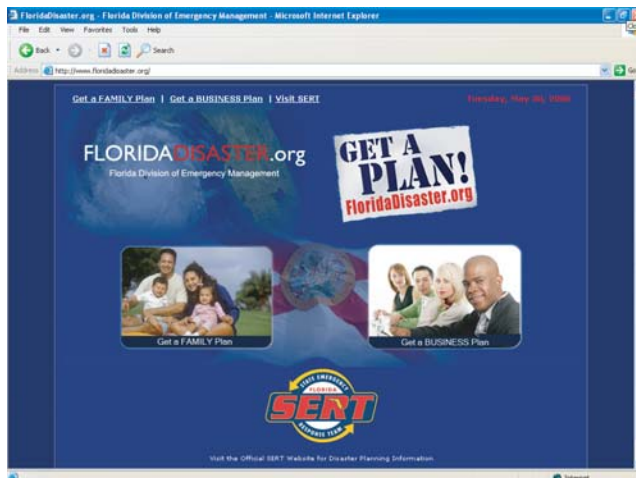 FloridaDisaster.org - Florida Division of Emergency Management - Microsoft Internet Explorer
File Edit View Favorites Tools Help
Back Search
Address http://www.floridadisaster.org/ Go
Get a FAMILY Plan | Get a BUSINESS Plan | Visit SERT
Tuesday, May 20,
FLORIDADISASTER.org
Florida Division of Emergency Management
GET A
PLAN!
FloridaDisaster.org
Get a FAMILY Plan
Get a BUSINESS Plan
STATE EMERGENCY
FLORIDA
SERT
RESPONSE TEAM
Visit the Official SERT Website for Disaster Planning Information
Internet